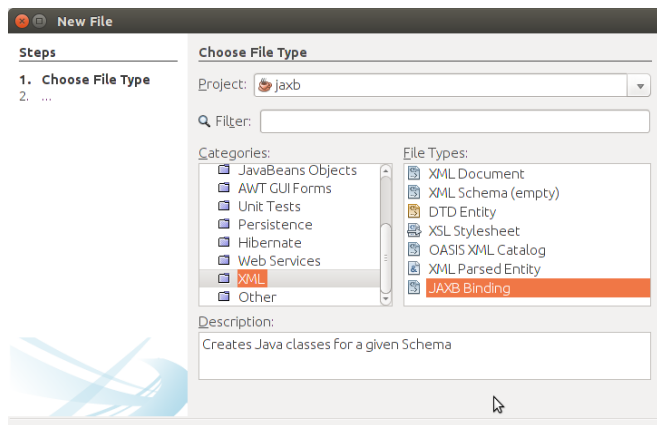 New File
Steps
1. Choose File Type
2. ...
Choose File Type
Project: jaxb
Filter:
Categories:
JavaBeans Objects
AWT GUI Forms
Unit Tests
Persistence
Hibernate
Web Services
XML
Other
File Types:
XML Document
XML Schema (empty)
DTD Entity
XSL Stylesheet
OASIS XML Catalog
XML Parsed Entity
JAXB Binding
Description:
Creates Java classes for a given Schema